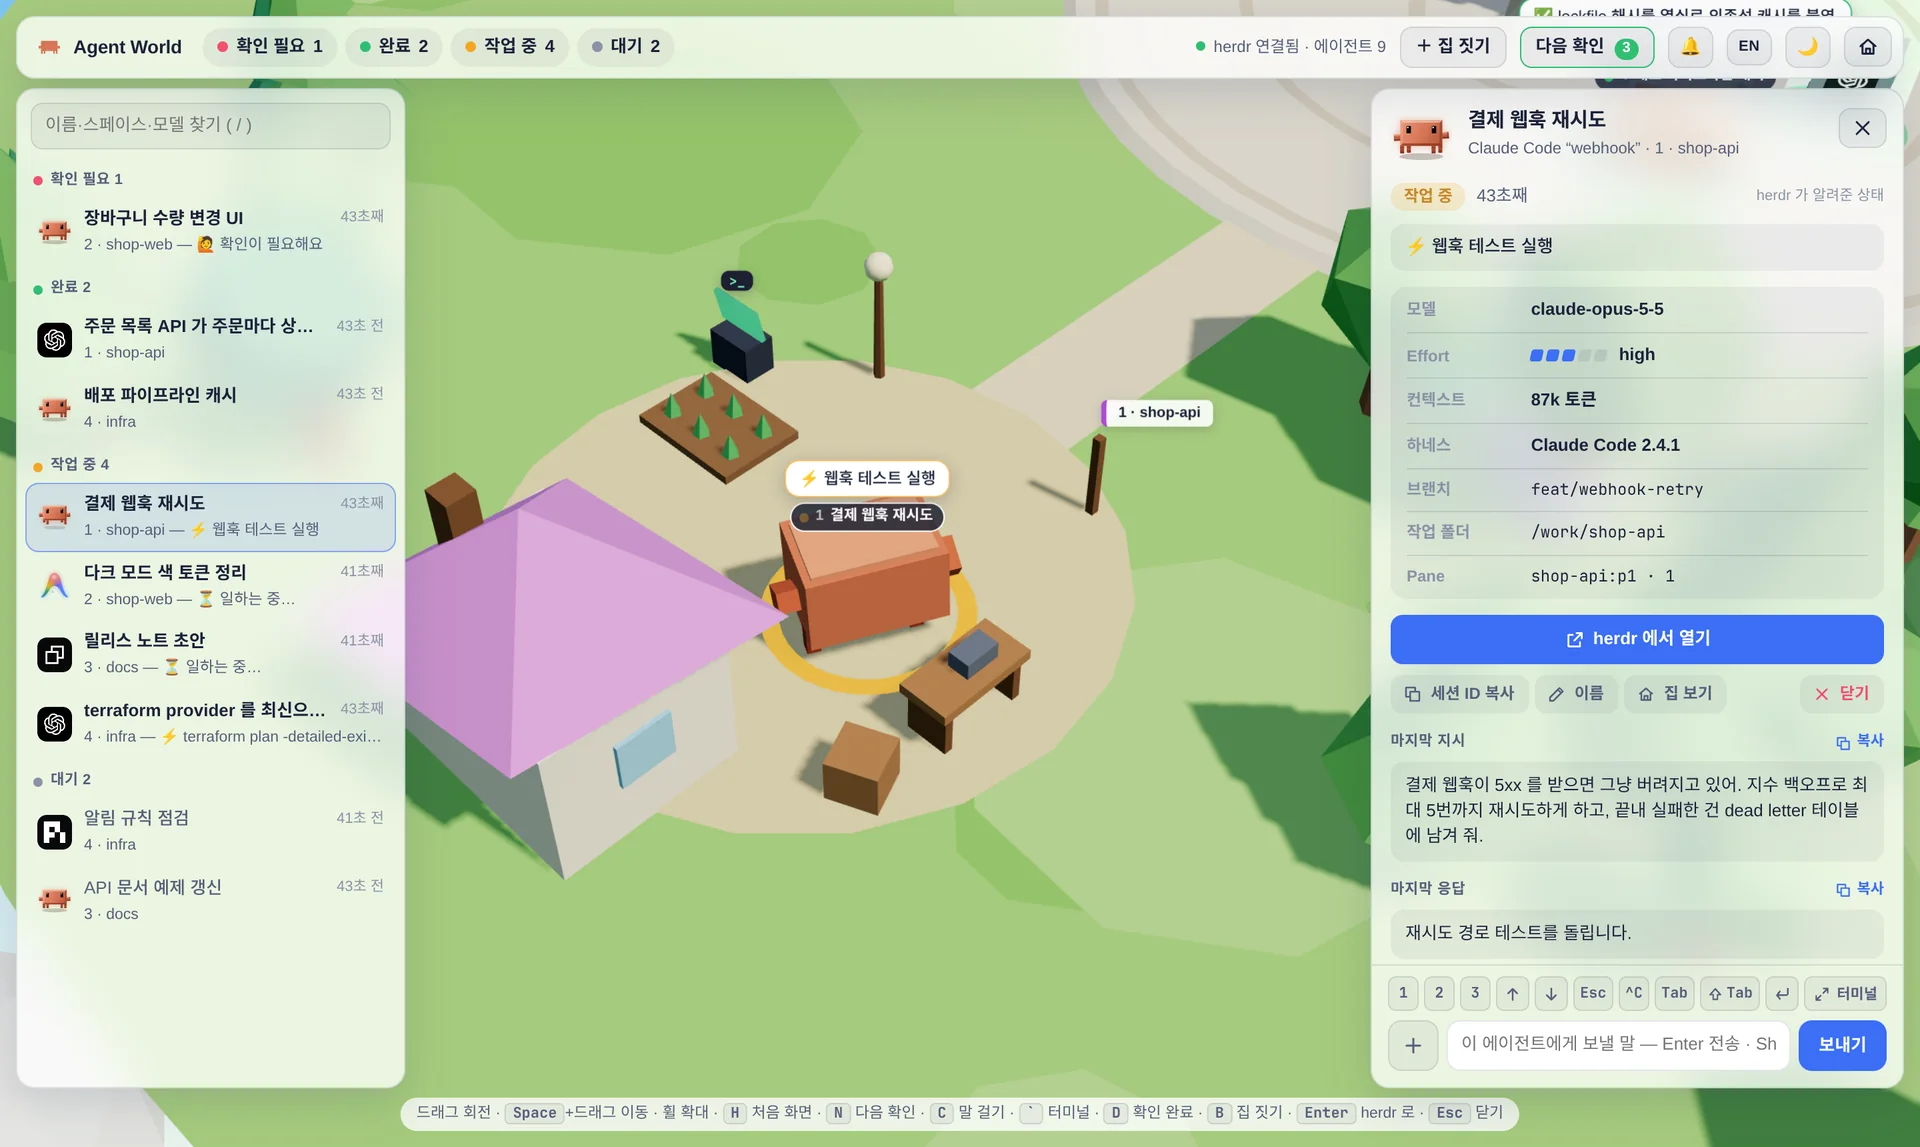 Agent World
확인 필요 1
완료 2
작업 중 4
대기 2
herdr 연결됨 · 에이전트 9
+ 집 짓기
다음 확인 3
EN
이름·스페이스·모델 찾기 ( / )
확인 필요 1
장바구니 수량 변경 UI
43초째
2 · shop-web — 🙋 확인이 필요해요
완료 2
주문 목록 API 가 주문마다 상…
43초 전
1 · shop-api
배포 파이프라인 캐시
43초 전
4 · infra
작업 중 4
결제 웹훅 재시도
43초째
1 · shop-api — ⚡ 웹훅 테스트 실행
다크 모드 색 토큰 정리
41초째
2 · shop-web — ⏳ 일하는 중…
릴리스 노트 초안
41초째
3 · docs — ⏳ 일하는 중…
terraform provider 를 최신으…
43초째
4 · infra — ⚡ terraform plan -detailed-exi…
대기 2
알림 규칙 점검
41초 전
4 · infra
API 문서 예제 갱신
43초 전
3 · docs
>_
1 · shop-api
⚡ 웹훅 테스트 실행
1 결제 웹훅 재시도
결제 웹훅 재시도
Claude Code “webhook” · 1 · shop-api
작업 중
43초째
herdr 가 알려준 상태
⚡ 웹훅 테스트 실행
모델 claude-opus-5-5
Effort high
컨텍스트 87k 토큰
하네스 Claude Code 2.4.1
브랜치 feat/webhook-retry
작업 폴더 /work/shop-api
Pane shop-api:p1 · 1
herdr 에서 열기
세션 ID 복사
이름
집 보기
닫기
마지막 지시
복사
결제 웹훅이 5xx 를 받으면 그냥 버려지고 있어. 지수 백오프로 최
대 5번까지 재시도하게 하고, 끝내 실패한 건 dead letter 테이블
에 남겨 줘.
마지막 응답
복사
재시도 경로 테스트를 돌립니다.
1 2 3 ↑ ↓ Esc ^C Tab ⇧ Tab ↵ 터미널
+
이 에이전트에게 보낼 말 — Enter 전송 · Sh
보내기
드래그 회전 · Space+드래그 이동 · 휠 확대 · H 처음 화면 · N 다음 확인 · C 말 걸기 · ` 터미널 · D 확인 완료 · B 집 짓기 · Enter herdr 로 · Esc 닫기